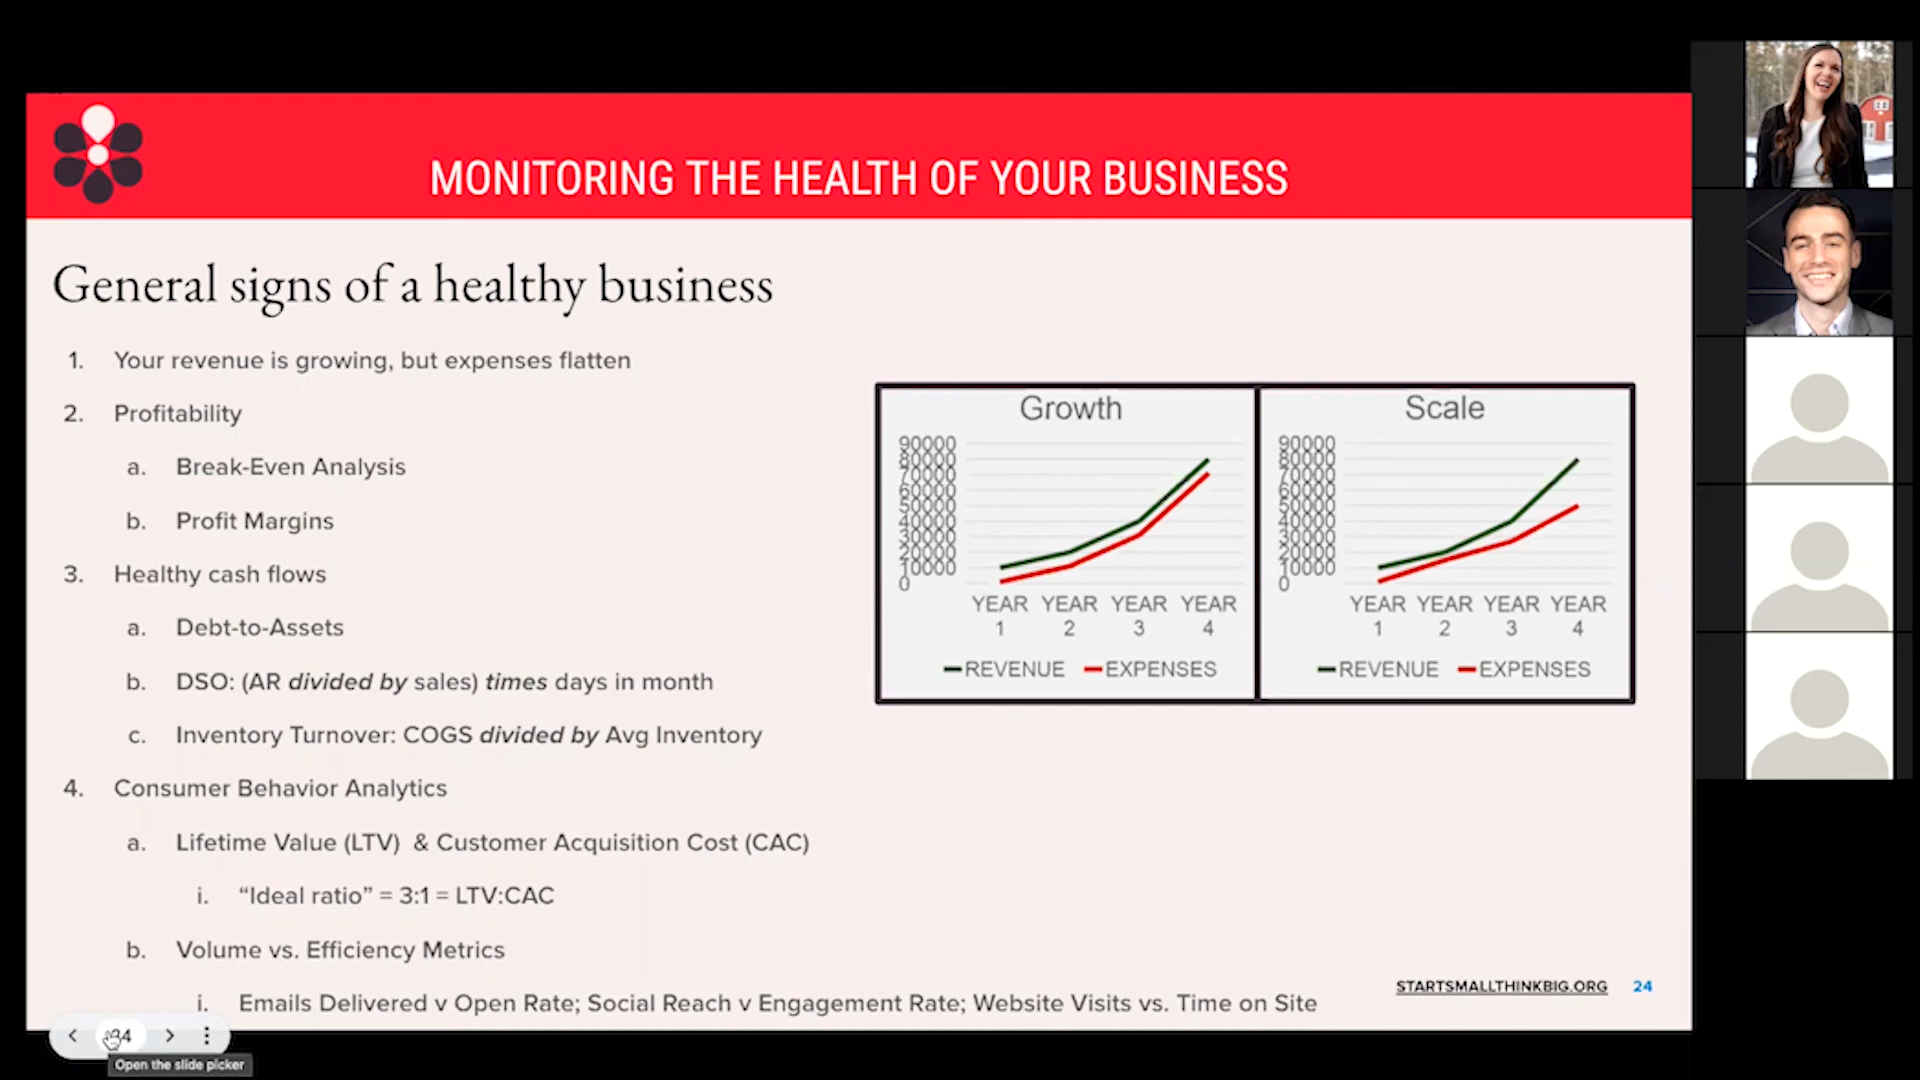 MONITORING THE HEALTH OF YOUR BUSINESS
General signs of a healthy business
1. Your revenue is growing, but expenses flatten
2. Profitability
a. Break-Even Analysis
b. Profit Margins
3. Healthy cash flows
a. Debt-to-Assets
b. DSO: (AR divided by sales) times days in month
c. Inventory Turnover: COGS divided by Avg Inventory
4. Consumer Behavior Analytics
a. Lifetime Value (LTV) & Customer Acquisition Cost (CAC)
i. “Ideal ratio” = 3:1 = LTV:CAC
b. Volume vs. Efficiency Metrics
i. Emails Delivered v Open Rate; Social Reach v Engagement Rate; Website Visits vs. Time on Site
Growth
90000
80000
70000
60000
50000
40000
30000
20000
10000
0
YEAR 1 YEAR 2 YEAR 3 YEAR 4
REVENUE EXPENSES
Scale
90000
80000
70000
60000
50000
40000
30000
20000
10000
0
YEAR 1 YEAR 2 YEAR 3 YEAR 4
REVENUE EXPENSES
STARTSMALLTHINKBIG.ORG 24
Open the slide picker